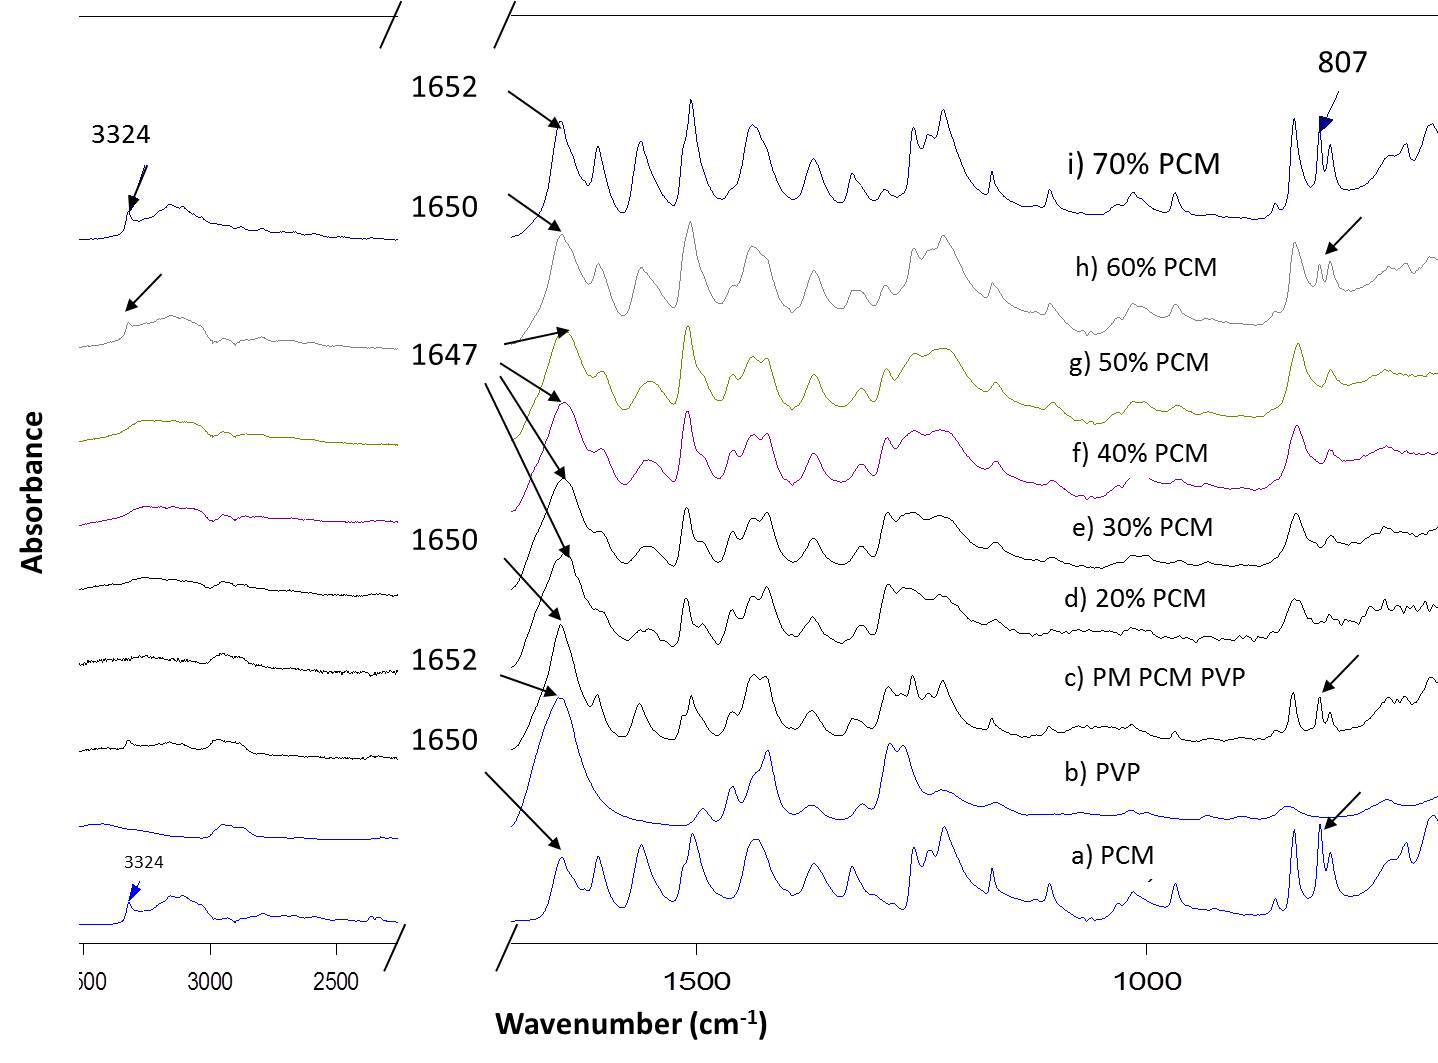 1652
807
3324
i) 70% PCM
1650
h) 60% PCM
1647
g) 50% PCM
f) 40% PCM
Absorbance
e) 30% PCM
1650
d) 20% PCM
1652
c) PM PCM PVP
1650
b) PVP
a) PCM
3324
500 3000 2500 1500 1000
Wavenumber (cm-1)